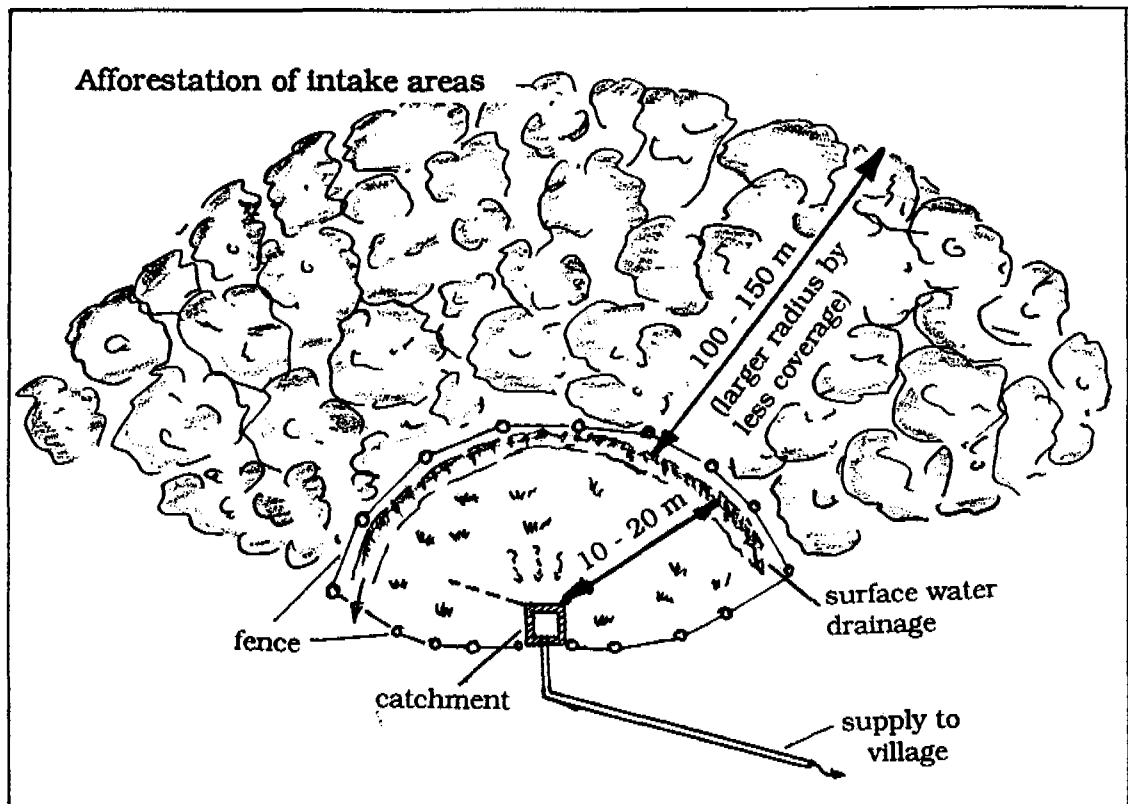 Afforestation of intake areas
100 - 150 m
(larger radius by
less coverage)
10 - 20 m
surface water
drainage
fence
catchment
supply to
village